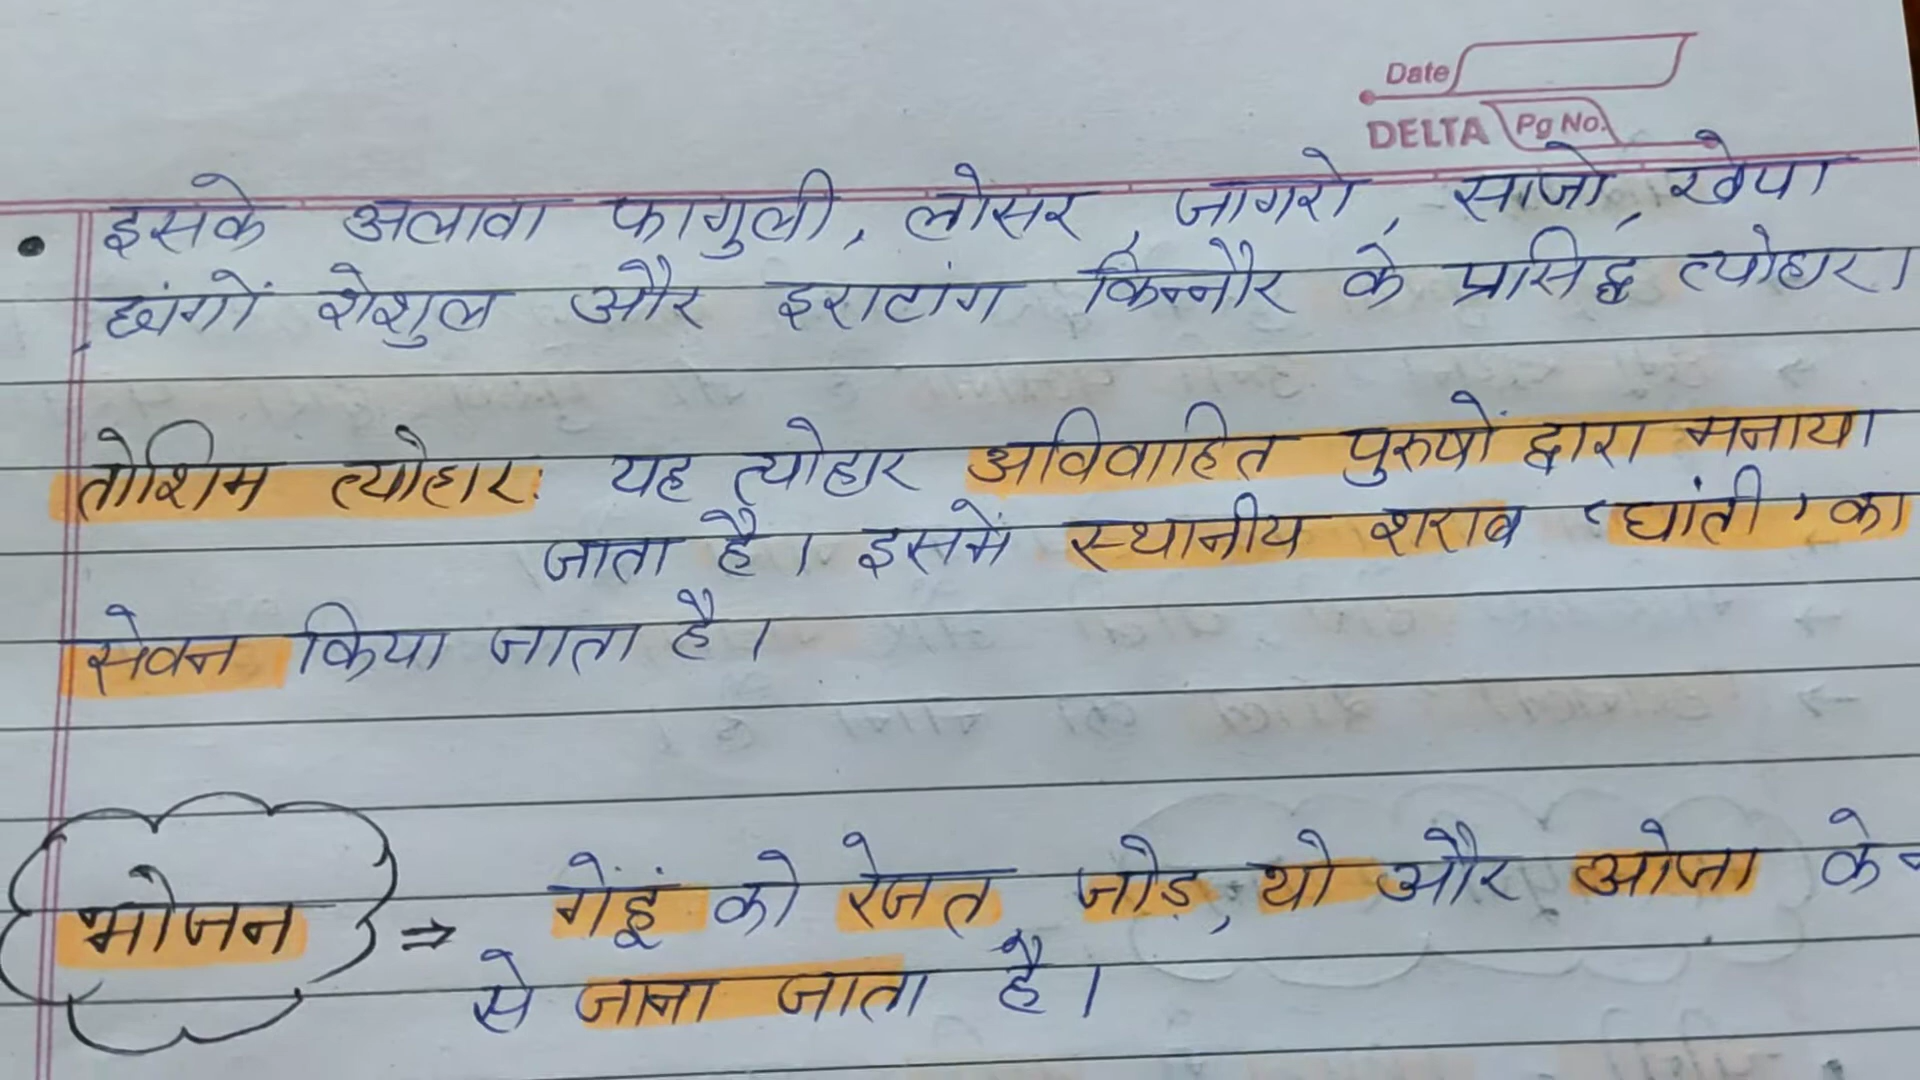 Date
DELTA Pg No.
• इसके अलावा फागुली, लोसर, जागरो, साजो, खेपा
छांगों शेशुल और इराटांग किन्नौर के प्रसिद्ध त्योहार।
तोशिम त्योहार: यह त्योहार अविवाहित पुरुषों द्वारा मनाया
जाता है। इसमें स्थानीय शराब 'घांती' का
सेवन किया जाता है।
भोजन ⇒ गेहूं को रेजत, जोड़, यो और ओजा के
से जाना जाता है।